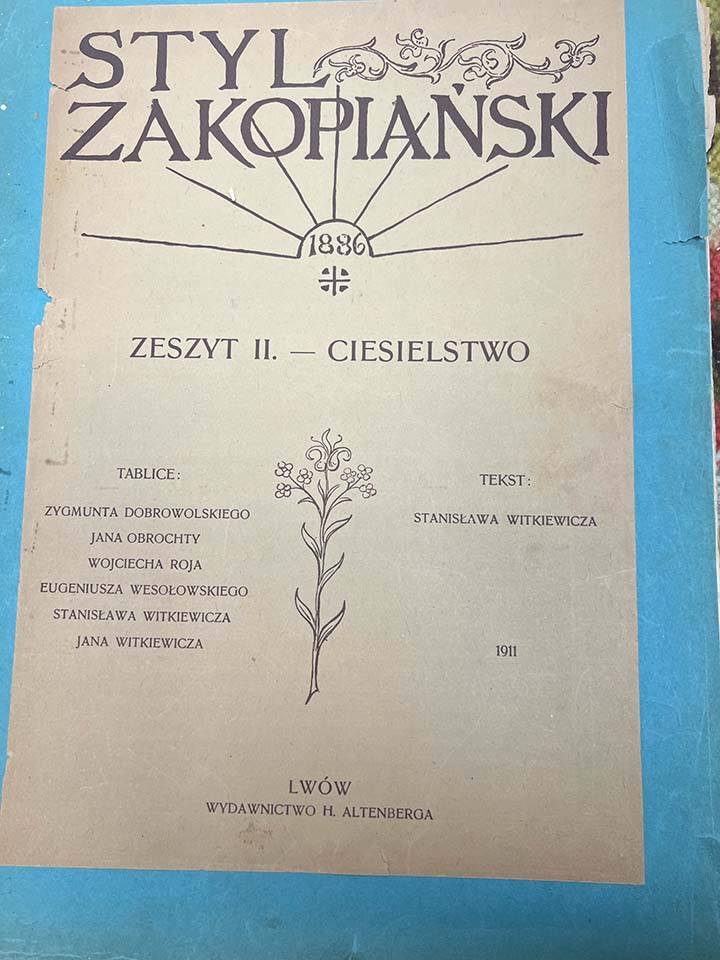 STYL
ZAKOPIAŃSKI
1886
ZESZYT II. — CIESIELSTWO
TABLICE:
ZYGMUNTA DOBROWOLSKIEGO
JANA OBROCHTY
WOJCIECHA ROJA
EUGENIUSZA WESOŁOWSKIEGO
STANISŁAWA WITKIEWICZA
JANA WITKIEWICZA
TEKST:
STANISŁAWA WITKIEWICZA
1911
LWÓW
WYDAWNICTWO H. ALTENBERGA